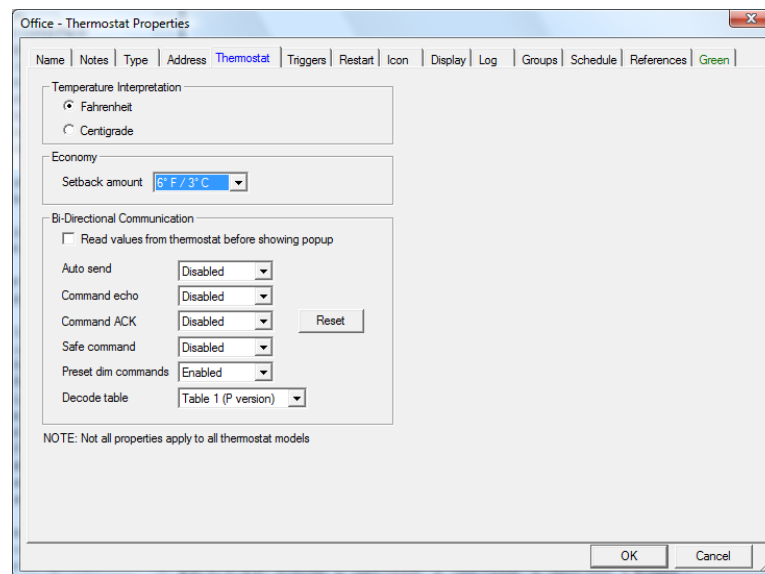 Office - Thermostat Properties
Name Notes Type Address Thermostat Triggers Restart Icon Display Log Groups Schedule References Green
Temperature Interpretation
Fahrenheit
Centigrade
Economy
Setback amount 6° F / 3° C
Bi-Directional Communication
Read values from thermostat before showing popup
Auto send Disabled
Command echo Disabled
Command ACK Disabled Reset
Safe command Disabled
Preset dim commands Enabled
Decode table Table 1 (P version)
NOTE: Not all properties apply to all thermostat models
OK Cancel